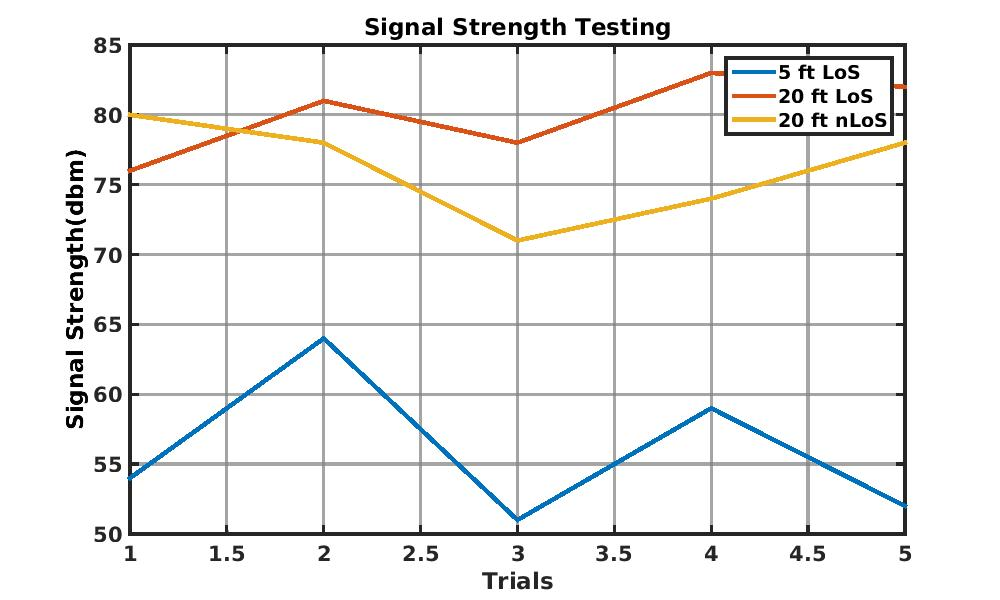 Signal Strength Testing
85
80
75
70
65
60
55
50
Signal Strength(dbm)
5 ft LoS
20 ft LoS
20 ft nLoS
1 1.5 2 2.5 3 3.5 4 4.5 5
Trials